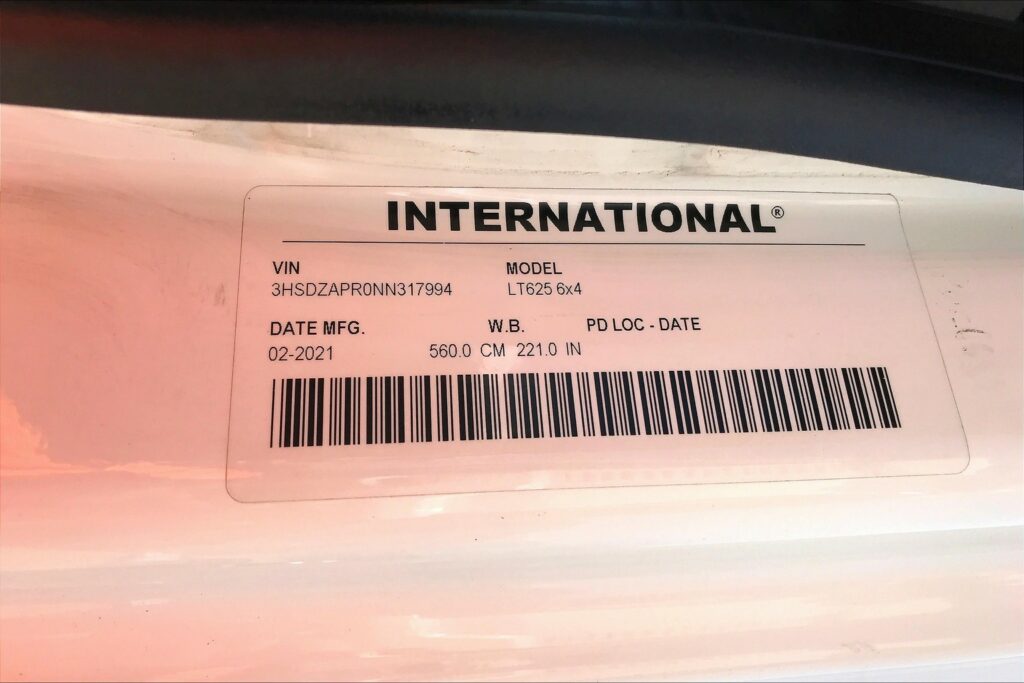 INTERNATIONAL®
VIN MODEL
3HSDZAPR0NN317994 LT625 6x4
DATE MFG. W.B. PD LOC - DATE
02-2021 560.0 CM 221.0 IN